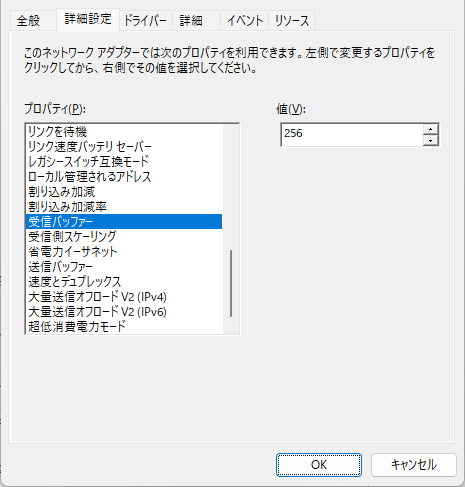 全般
詳細設定
ドライバー
詳細
イベント
リソース
このネットワーク アダプターでは次のプロパティを利用できます。左側で変更するプロパティを
クリックしてから、右側でその値を選択してください。
プロパティ(P):
値(V):
リンクを待機
リンク速度バッテリ セーバー
レガシースイッチ互換モード
ローカル管理されるアドレス
割り込み加減
割り込み加減率
受信バッファー
受信側スケーリング
省電力イーサネット
送信バッファー
速度とデュプレックス
大量送信オフロード V2 (IPv4)
大量送信オフロード V2 (IPv6)
超低消費電力モード
256
OK
キャンセル